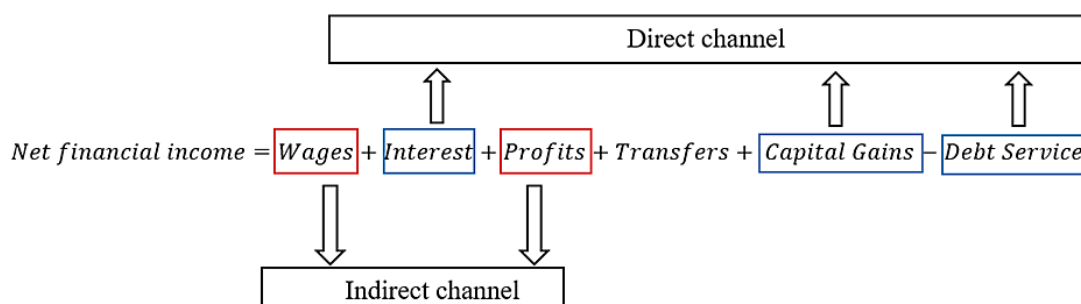 Direct channel
Net financial income = Wages + Interest + Profits + Transfers + Capital Gains − Debt Service
Indirect channel